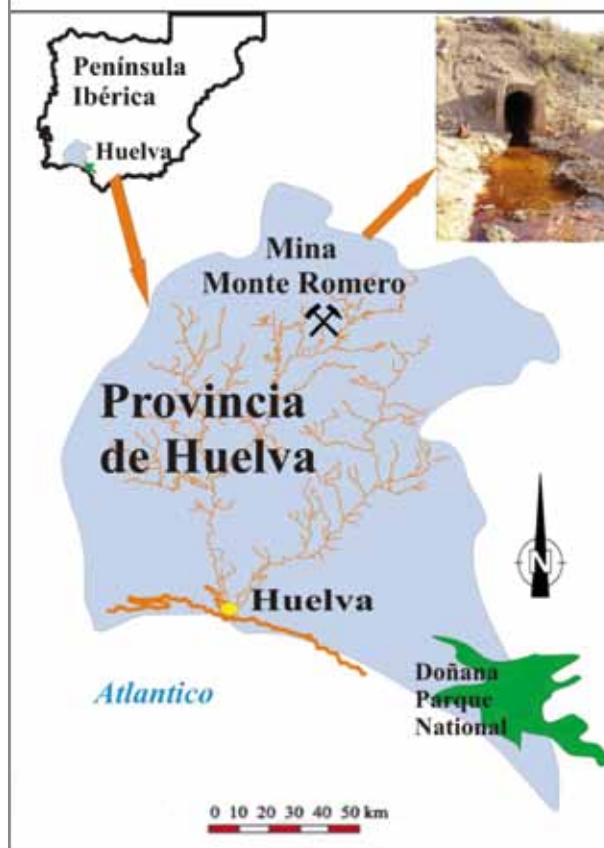 Península
Ibérica
Huelva
Mina
Monte Romero
Provincia
de Huelva
N
Huelva
Doñana
Parque
National
Atlantico
0 10 20 30 40 50 km